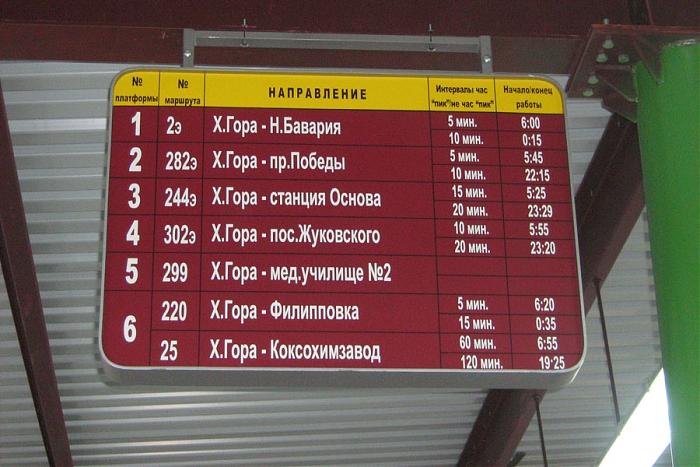 № платформы № маршрута НАПРАВЛЕНИЕ Интервалы час "пик"/не час "пик" Начало/конец работы
1 2э Х.Гора - Н.Бавария 5 мин. 6:00
10 мин. 0:15
2 282э Х.Гора - пр.Победы 5 мин. 5:45
10 мин. 22:15
3 244э Х.Гора - станция Основа 15 мин. 5:25
20 мин. 23:29
4 302э Х.Гора - пос.Жуковского 10 мин. 5:55
20 мин. 23:20
5 299 Х.Гора - мед.училище №2
6 220 Х.Гора - Филипповка 5 мин. 6:20
15 мин. 0:35
25 Х.Гора - Коксохимзавод 60 мин. 6:55
120 мин. 19:25